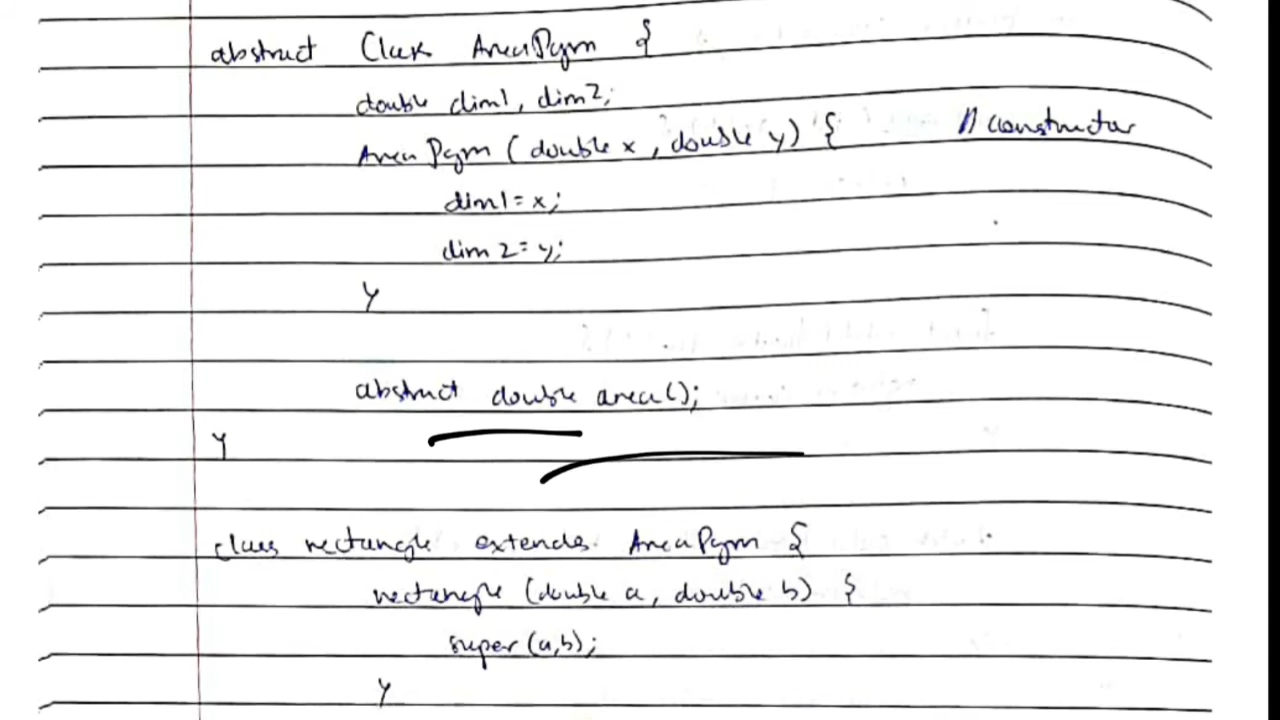 abstract Class AreaPgm {
double dim1, dim2;
AreaPgm (double x, double y) { // constructor
dim1 = x;
dim2 = y;
}
abstract double area();
}
class rectangle extends AreaPgm {
rectangle (double a, double b) {
super (a,b);
}